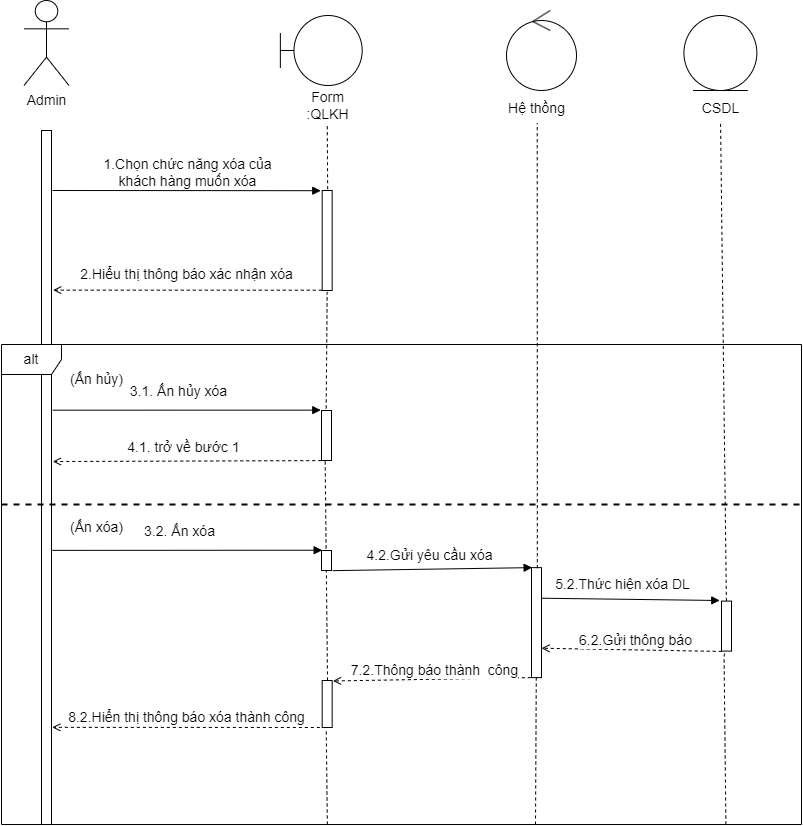 Admin
Form
:QLKH
Hệ thồng
CSDL
1.Chọn chức năng xóa của
khách hàng muốn xóa
2.Hiểu thị thông báo xác nhận xóa
alt
(Ấn hủy)
3.1. Ấn hủy xóa
4.1. trở về bước 1
(Ấn xóa)
3.2. Ấn xóa
4.2.Gửi yêu cầu xóa
5.2.Thức hiện xóa DL
6.2.Gửi thông báo
7.2.Thông báo thành công
8.2.Hiển thị thông báo xóa thành công